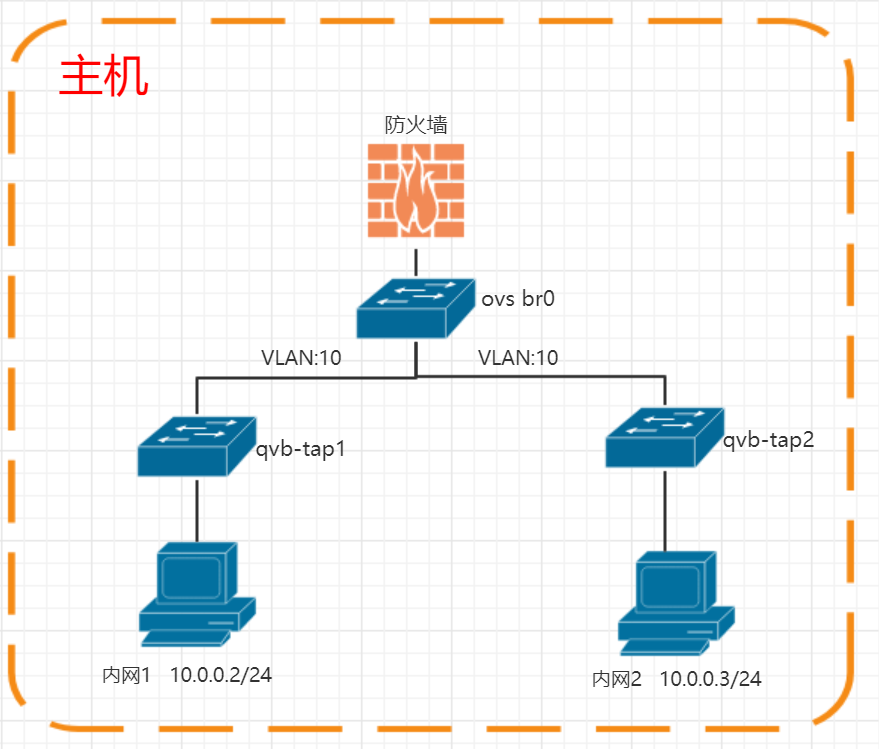 主机
防火墙
ovs br0
VLAN:10
VLAN:10
qvb-tap1
qvb-tap2
内网1 10.0.0.2/24
内网2 10.0.0.3/24